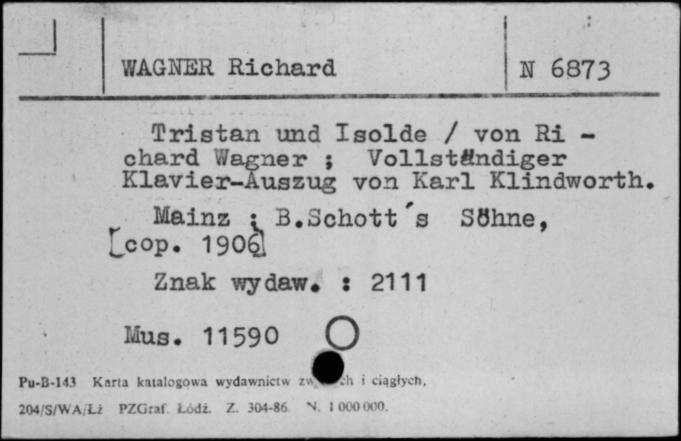 WAGNER Richard N 6873
Tristan und Isolde / von Ri -
chard Wagner ; Vollständiger
Klavier-Auszug von Karl Klindworth.
Mainz ; B.Schott´s Söhne,
[cop. 1906]
Znak wydaw. : 2111
Mus. 11590
Pu-B-143 Karta katalogowa wydawnictw i ciągłych.
204/S/WA/Łź PZGraf. Łódź. Z. 304-86. N. 1 000 000.